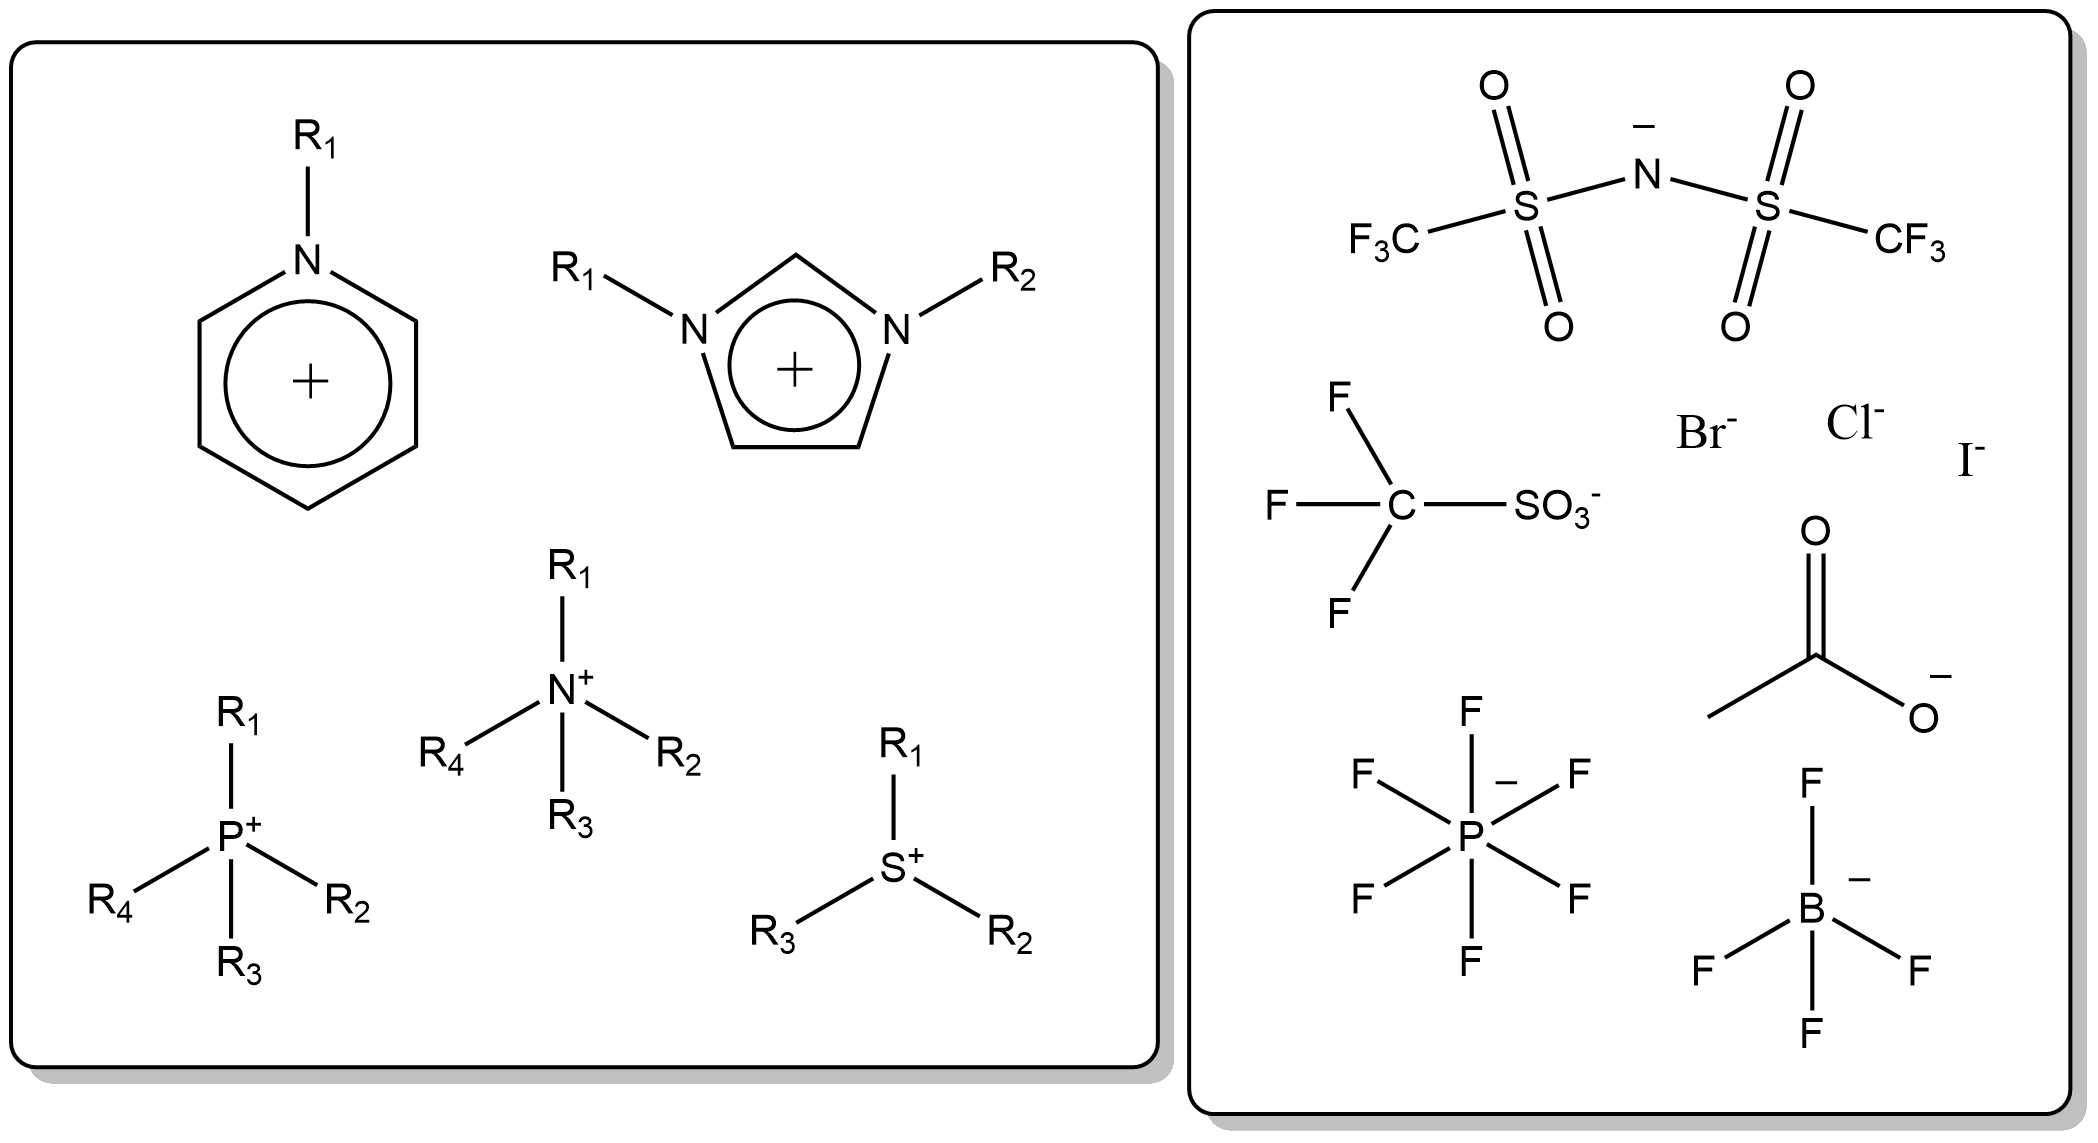 R1
N
+
R1
R2
N
N
+
R1
N+
R4
R2
R3
R1
P+
R4
R2
R3
R1
S+
R3
R2
O
O
−
N
S
S
F3C
CF3
O
O
F
F
C
SO3-
F
Br-
Cl-
I-
O
−
O
F
F
−
F
P
F
F
F
F
−
B
F
F
F